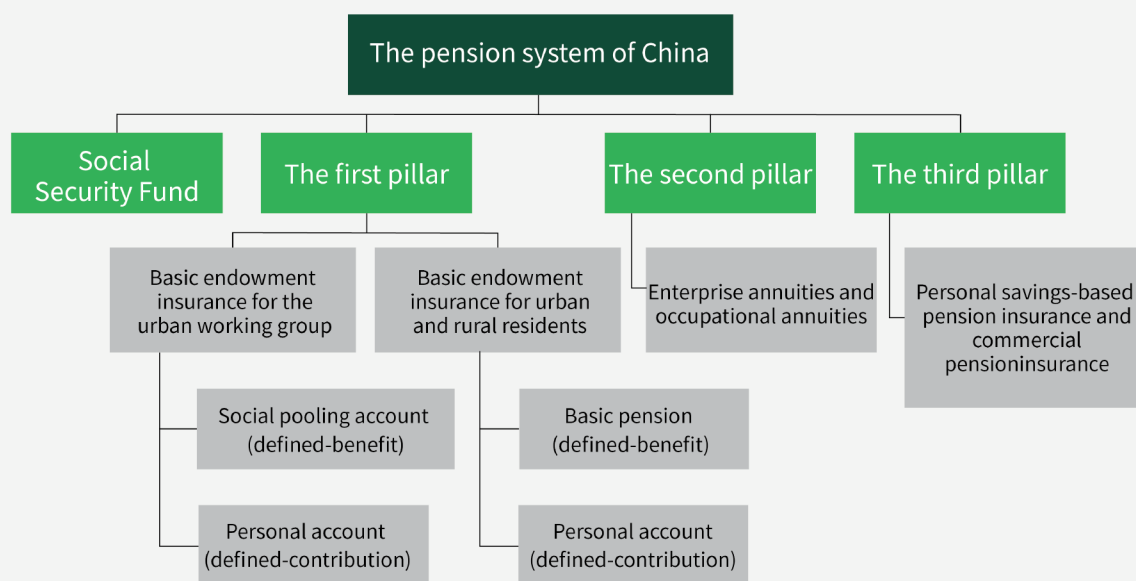 The pension system of China
Social
Security Fund
The first pillar
The second pillar
The third pillar
Basic endowment
insurance for the
urban working group
Basic endowment
insurance for urban
and rural residents
Enterprise annuities and
occupational annuities
Personal savings-based
pension insurance and
commercial
pensioninsurance
Social pooling account
(defined-benefit)
Basic pension
(defined-benefit)
Personal account
(defined-contribution)
Personal account
(defined-contribution)